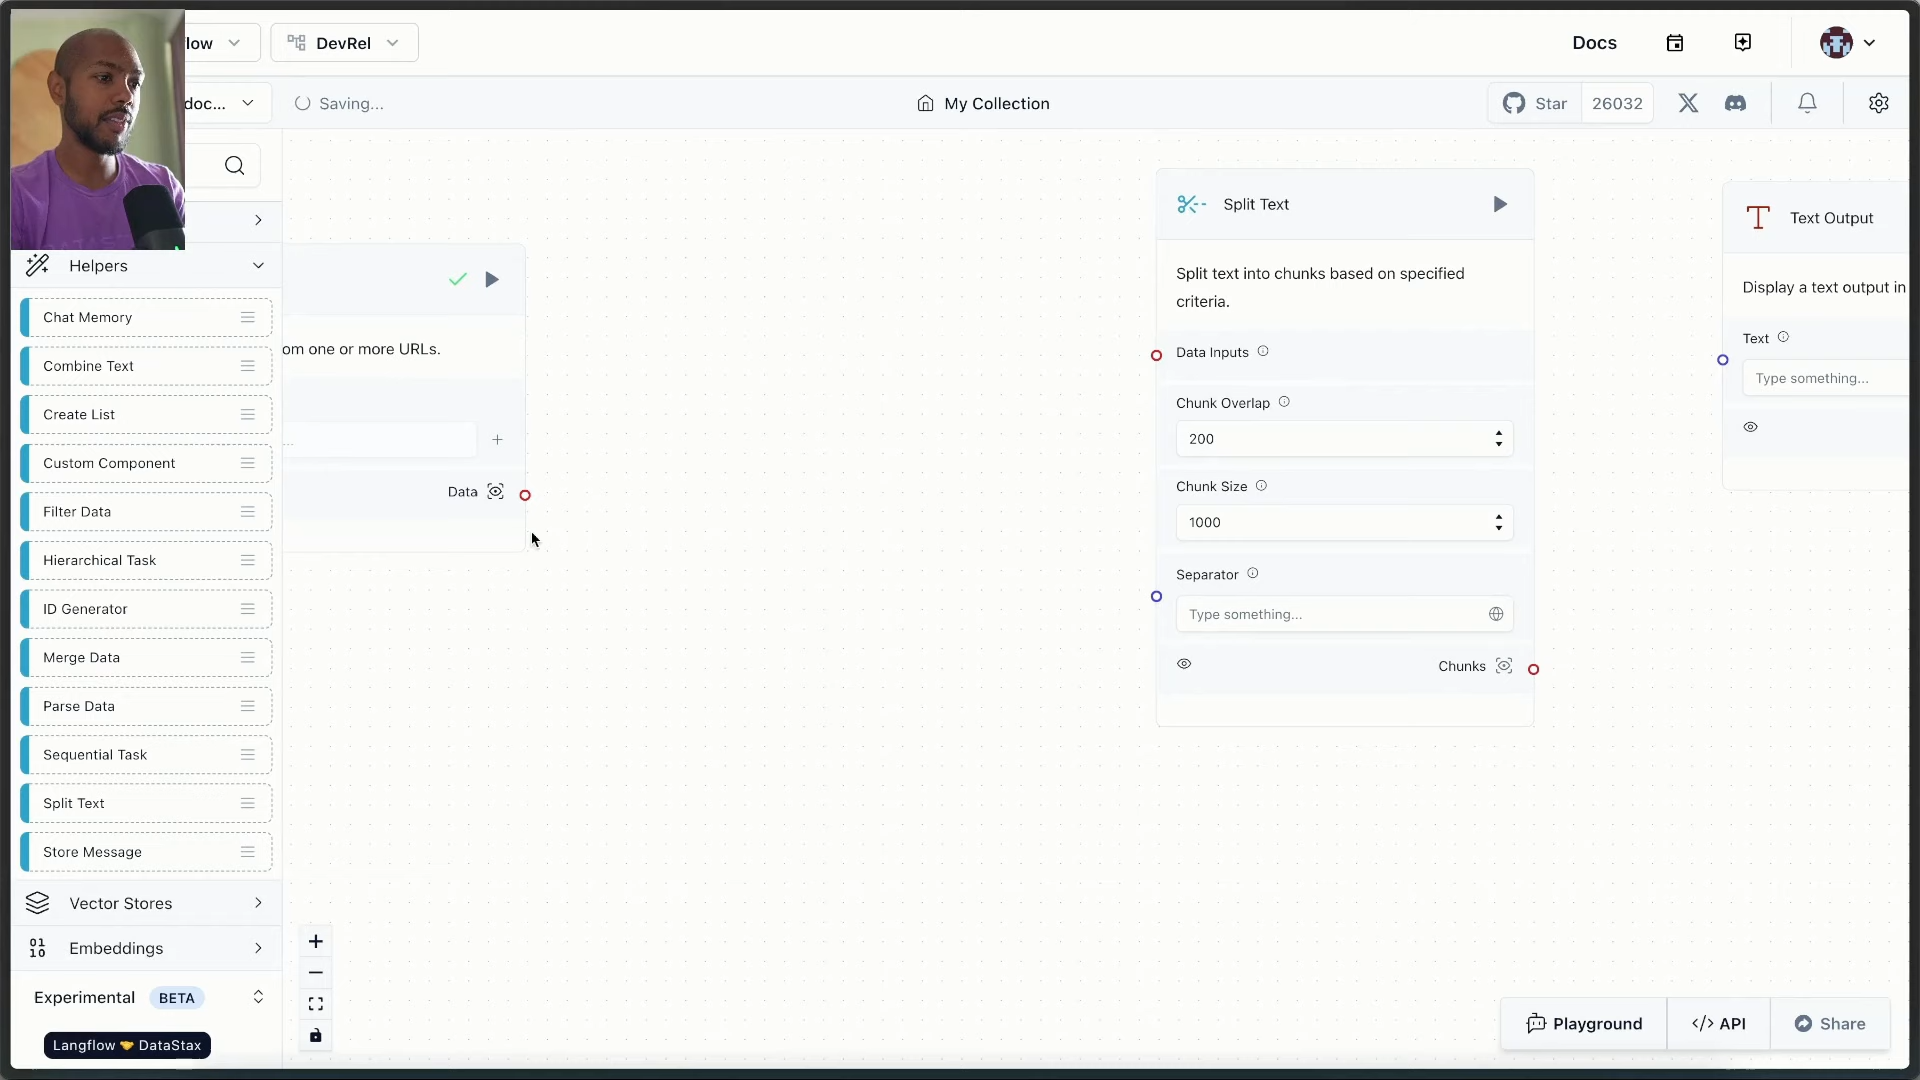 low
DevRel
Docs
doc...
Saving...
My Collection
Star
26032
Helpers
Chat Memory
Combine Text
Create List
Custom Component
Filter Data
Hierarchical Task
ID Generator
Merge Data
Parse Data
Sequential Task
Split Text
Store Message
Vector Stores
Embeddings
Experimental BETA
Langflow 🤝 DataStax
om one or more URLs.
...
Data
Split Text
Split text into chunks based on specified
criteria.
Data Inputs
Chunk Overlap
200
Chunk Size
1000
Separator
Type something...
Chunks
Text Output
Display a text output in
Text
Type something...
Playground
</> API
Share